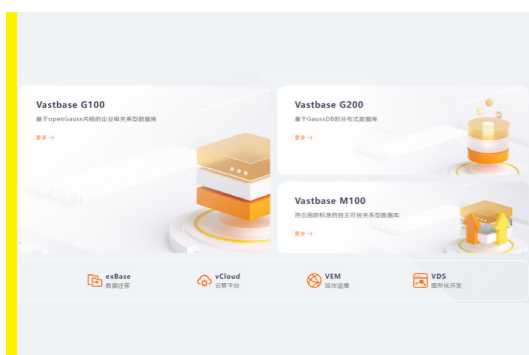 Vastbase G100
基于openGauss内核的企业级关系型数据库
更多 →
Vastbase G200
基于GaussDB的分布式数据库
更多 →
Vastbase M100
符合国际标准的自主可控关系型数据库
更多 →
exBase
数据迁移
vCloud
云管平台
VEM
监控运维
VDS
图形化开发